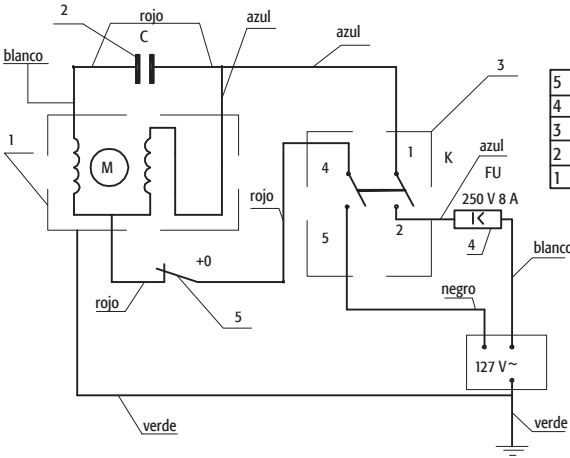 2
rojo
C
azul
azul
blanco
3
1
M
4
1
K
azul
FU
250 V 8 A
4
5
2
rojo
+0
rojo
5
negro
blanco
127 V~
verde
verde
5
4
3
2
1